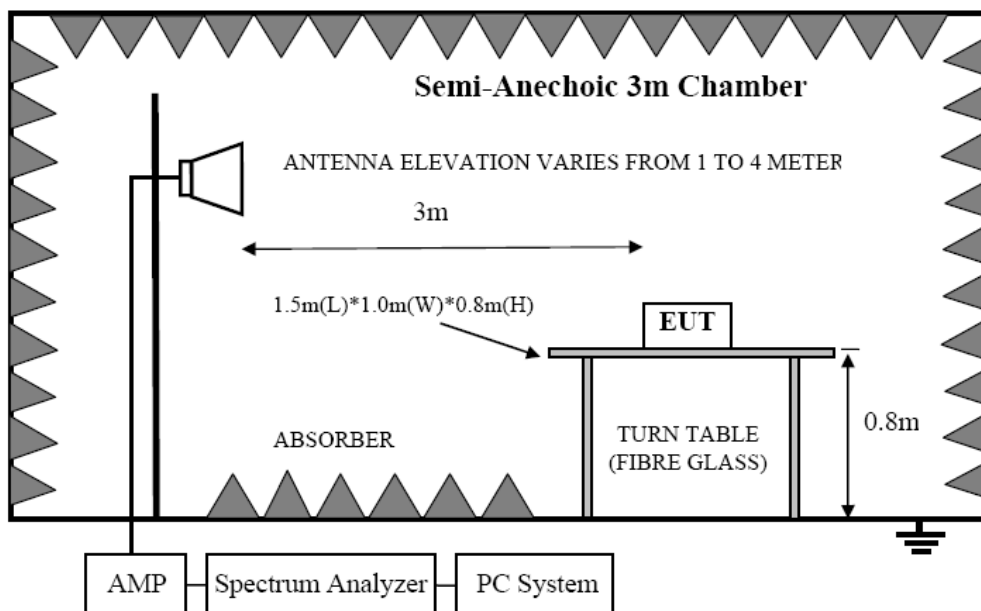 Semi-Anechoic 3m Chamber
ANTENNA ELEVATION VARIES FROM 1 TO 4 METER
3m
1.5m(L)*1.0m(W)*0.8m(H)
EUT
0.8m
ABSORBER
TURN TABLE
(FIBRE GLASS)
AMP
Spectrum Analyzer
PC System